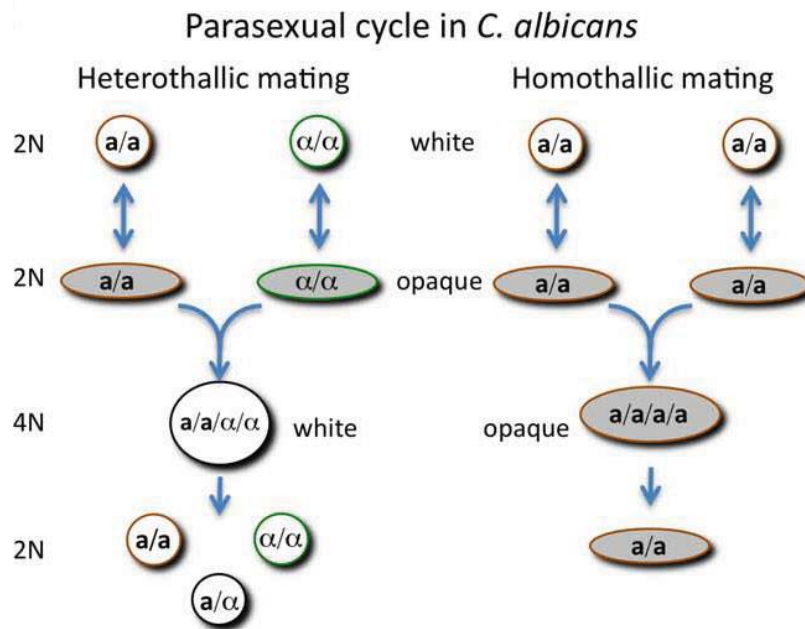 Parasexual cycle in C. albicans
Heterothallic mating
Homothallic mating
2N
a/a
α/α
white
a/a
a/a
2N
a/a
α/α
opaque
a/a
a/a
4N
a/a/α/α
white
opaque
a/a/a/a
2N
a/a
α/α
a/α
a/a